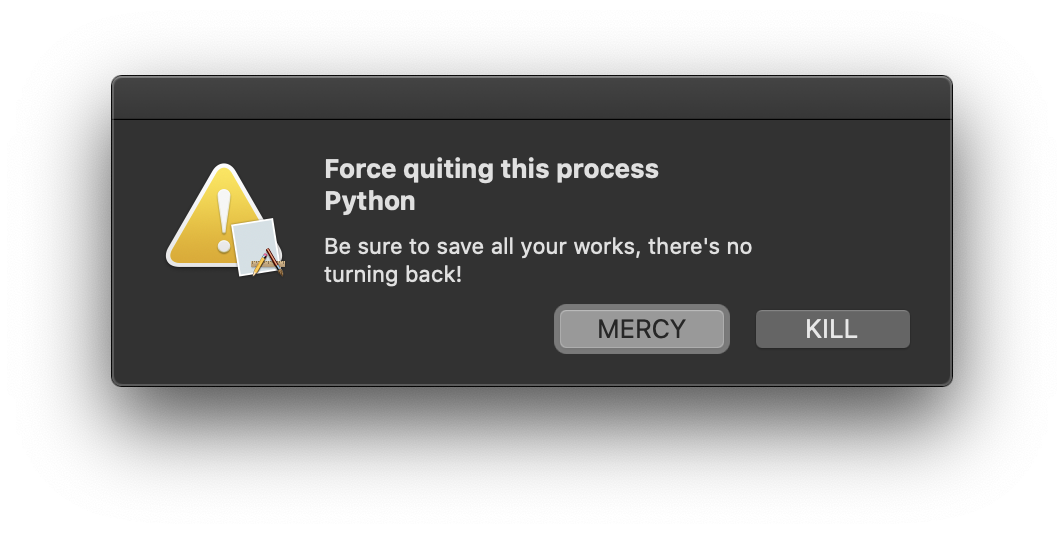 Force quiting this process
Python
Be sure to save all your works, there's no
turning back!
MERCY KILL